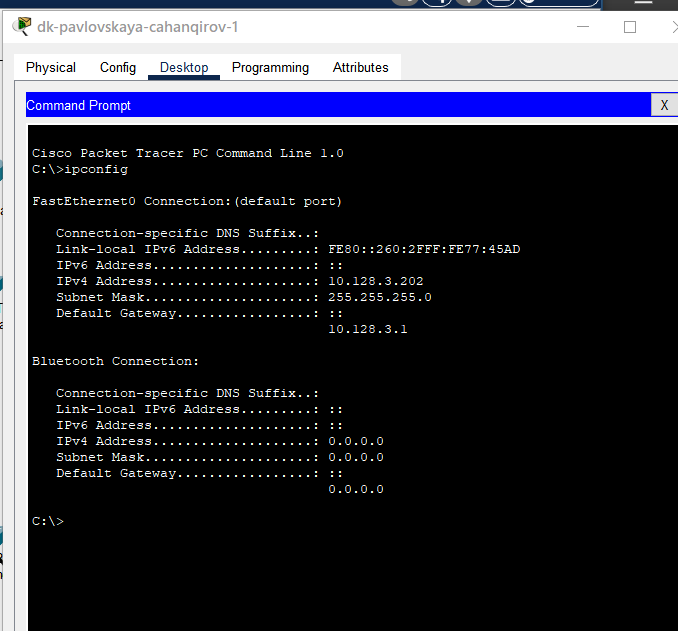 dk-pavlovskaya-cahanqirov-1
Physical Config Desktop Programming Attributes
Command Prompt X
Cisco Packet Tracer PC Command Line 1.0
C:\>ipconfig
FastEthernet0 Connection:(default port)
Connection-specific DNS Suffix..:
Link-local IPv6 Address.........: FE80::260:2FFF:FE77:45AD
IPv6 Address....................: ::
IPv4 Address....................: 10.128.3.202
Subnet Mask.....................: 255.255.255.0
Default Gateway.................: ::
10.128.3.1
Bluetooth Connection:
Connection-specific DNS Suffix..:
Link-local IPv6 Address.........: ::
IPv6 Address....................: ::
IPv4 Address....................: 0.0.0.0
Subnet Mask.....................: 0.0.0.0
Default Gateway.................: ::
0.0.0.0
C:\>